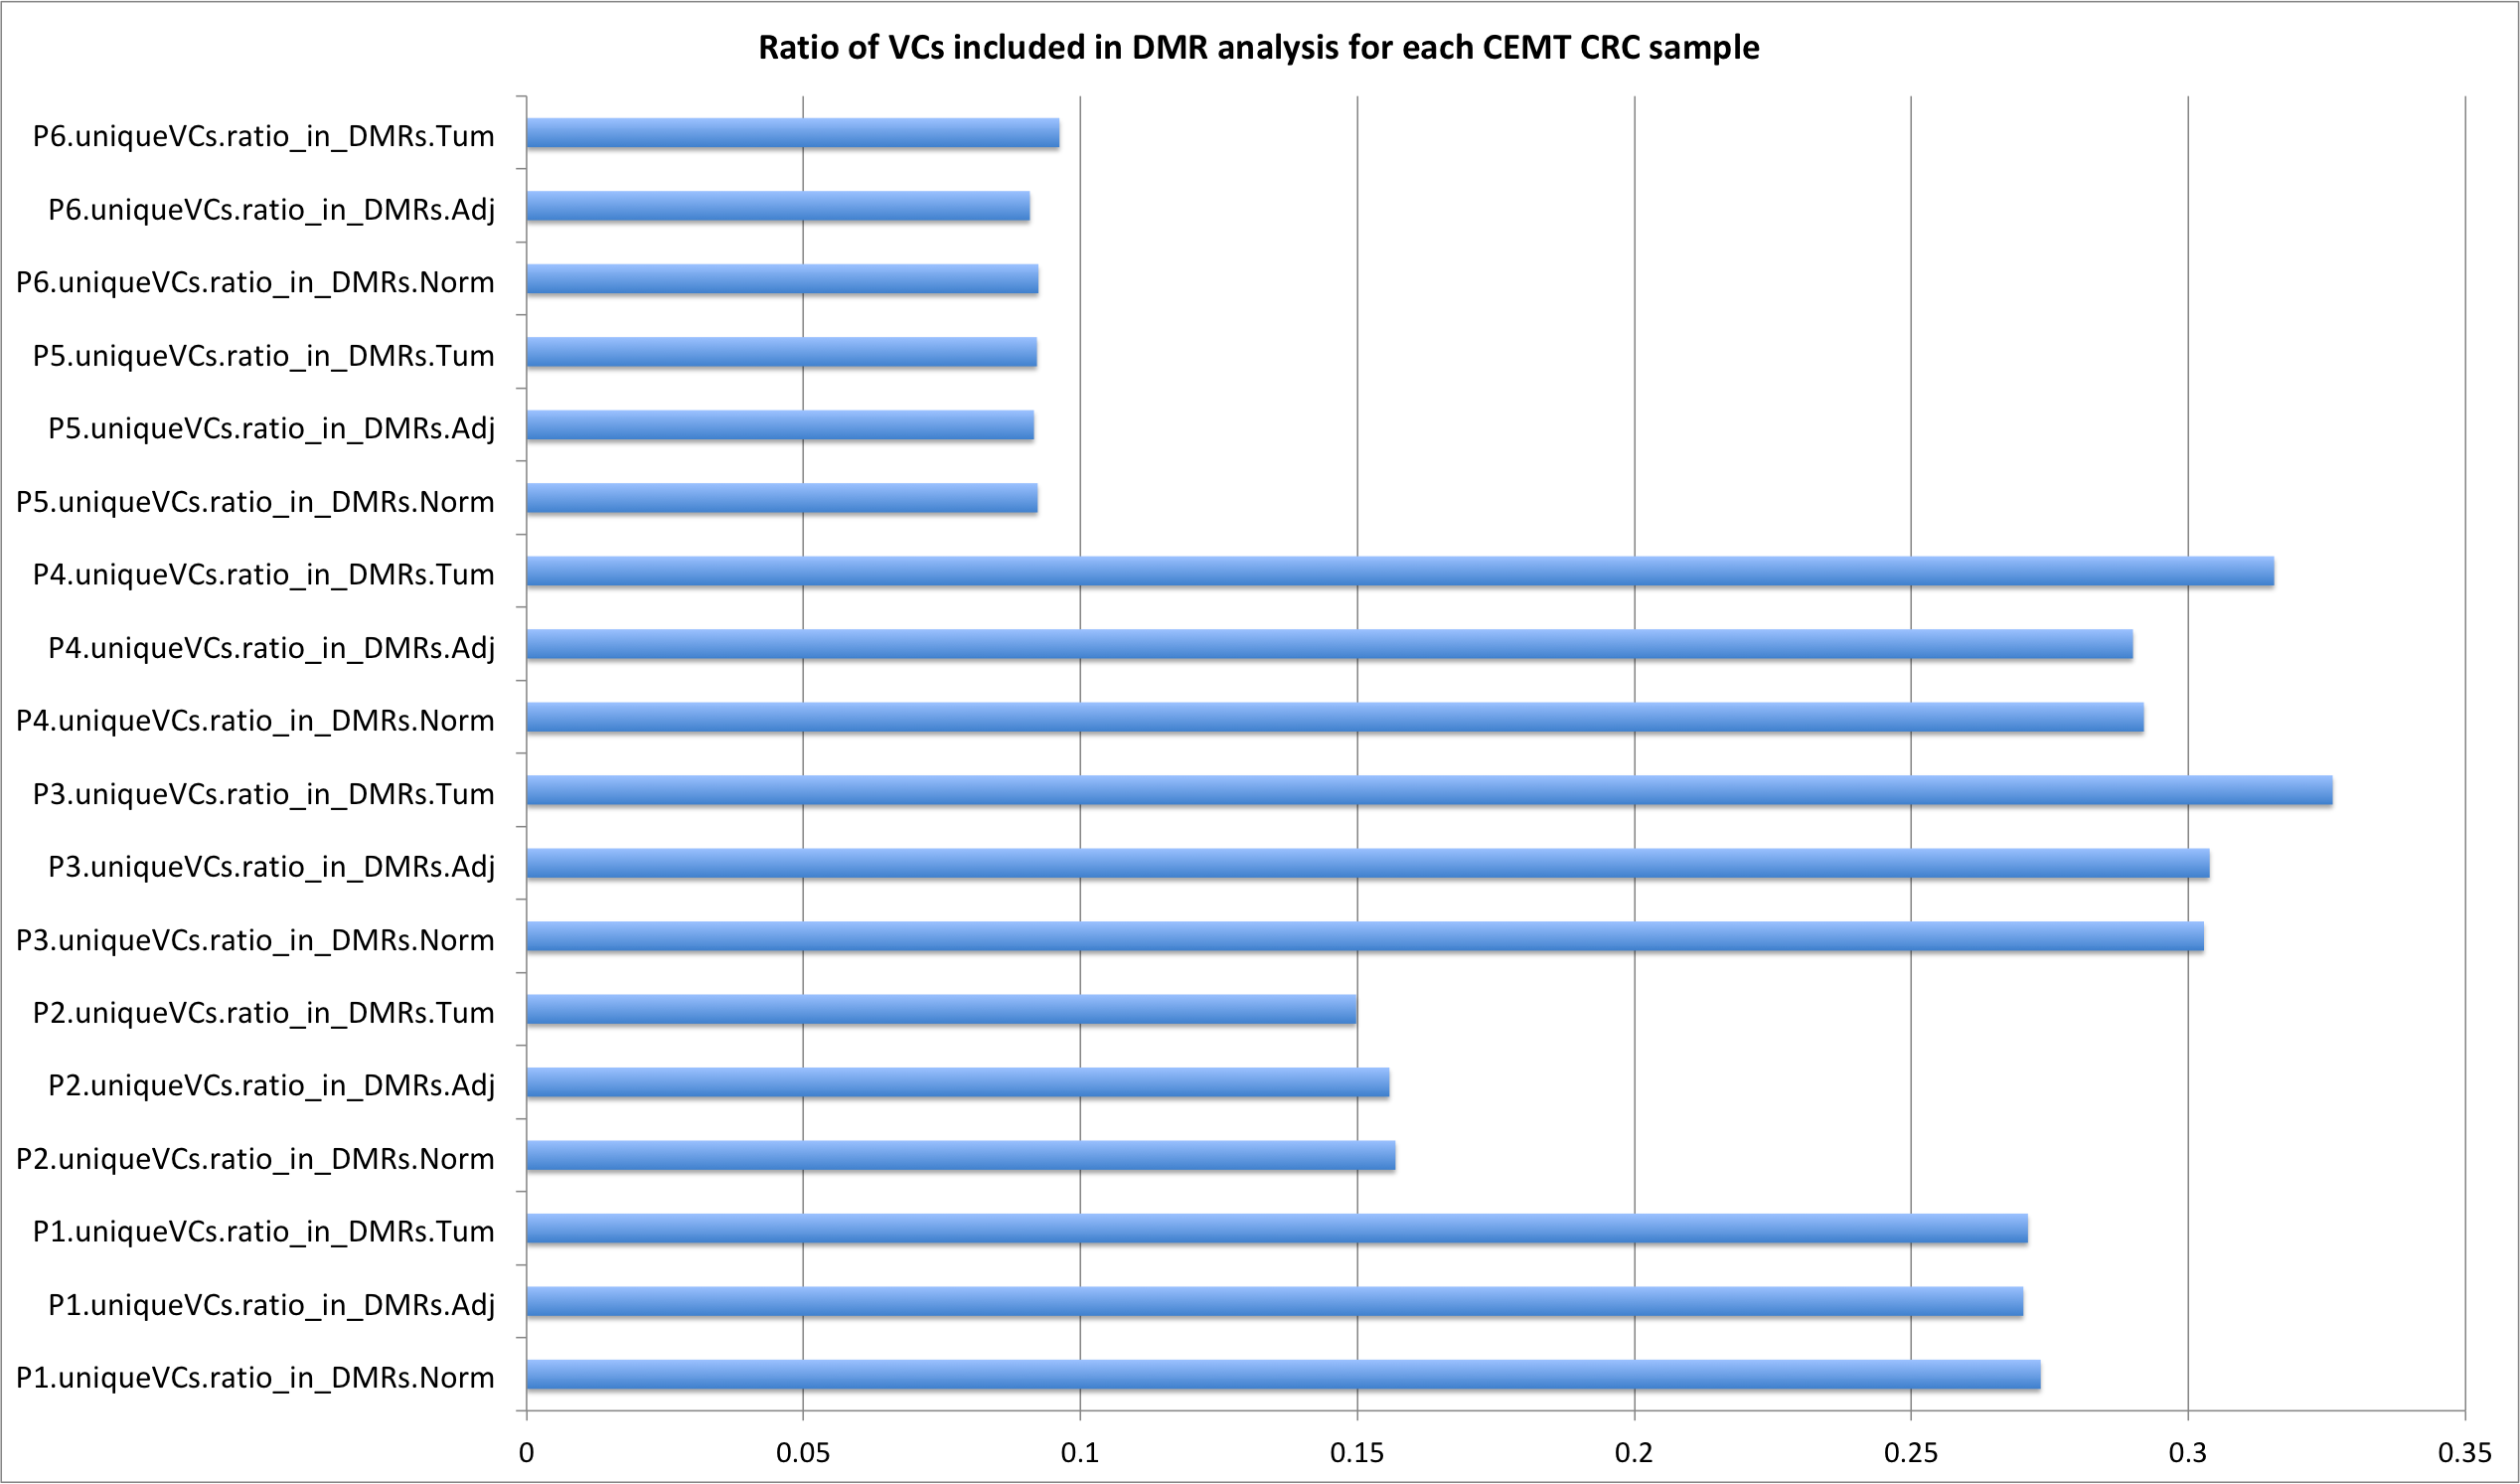 Ratio of VCs included in DMR analysis for each CEMT CRC sample
P6.uniqueVCs.ratio_in_DMRs.Tum
P6.uniqueVCs.ratio_in_DMRs.Adj
P6.uniqueVCs.ratio_in_DMRs.Norm
P5.uniqueVCs.ratio_in_DMRs.Tum
P5.uniqueVCs.ratio_in_DMRs.Adj
P5.uniqueVCs.ratio_in_DMRs.Norm
P4.uniqueVCs.ratio_in_DMRs.Tum
P4.uniqueVCs.ratio_in_DMRs.Adj
P4.uniqueVCs.ratio_in_DMRs.Norm
P3.uniqueVCs.ratio_in_DMRs.Tum
P3.uniqueVCs.ratio_in_DMRs.Adj
P3.uniqueVCs.ratio_in_DMRs.Norm
P2.uniqueVCs.ratio_in_DMRs.Tum
P2.uniqueVCs.ratio_in_DMRs.Adj
P2.uniqueVCs.ratio_in_DMRs.Norm
P1.uniqueVCs.ratio_in_DMRs.Tum
P1.uniqueVCs.ratio_in_DMRs.Adj
P1.uniqueVCs.ratio_in_DMRs.Norm
0 0.05 0.1 0.15 0.2 0.25 0.3 0.35